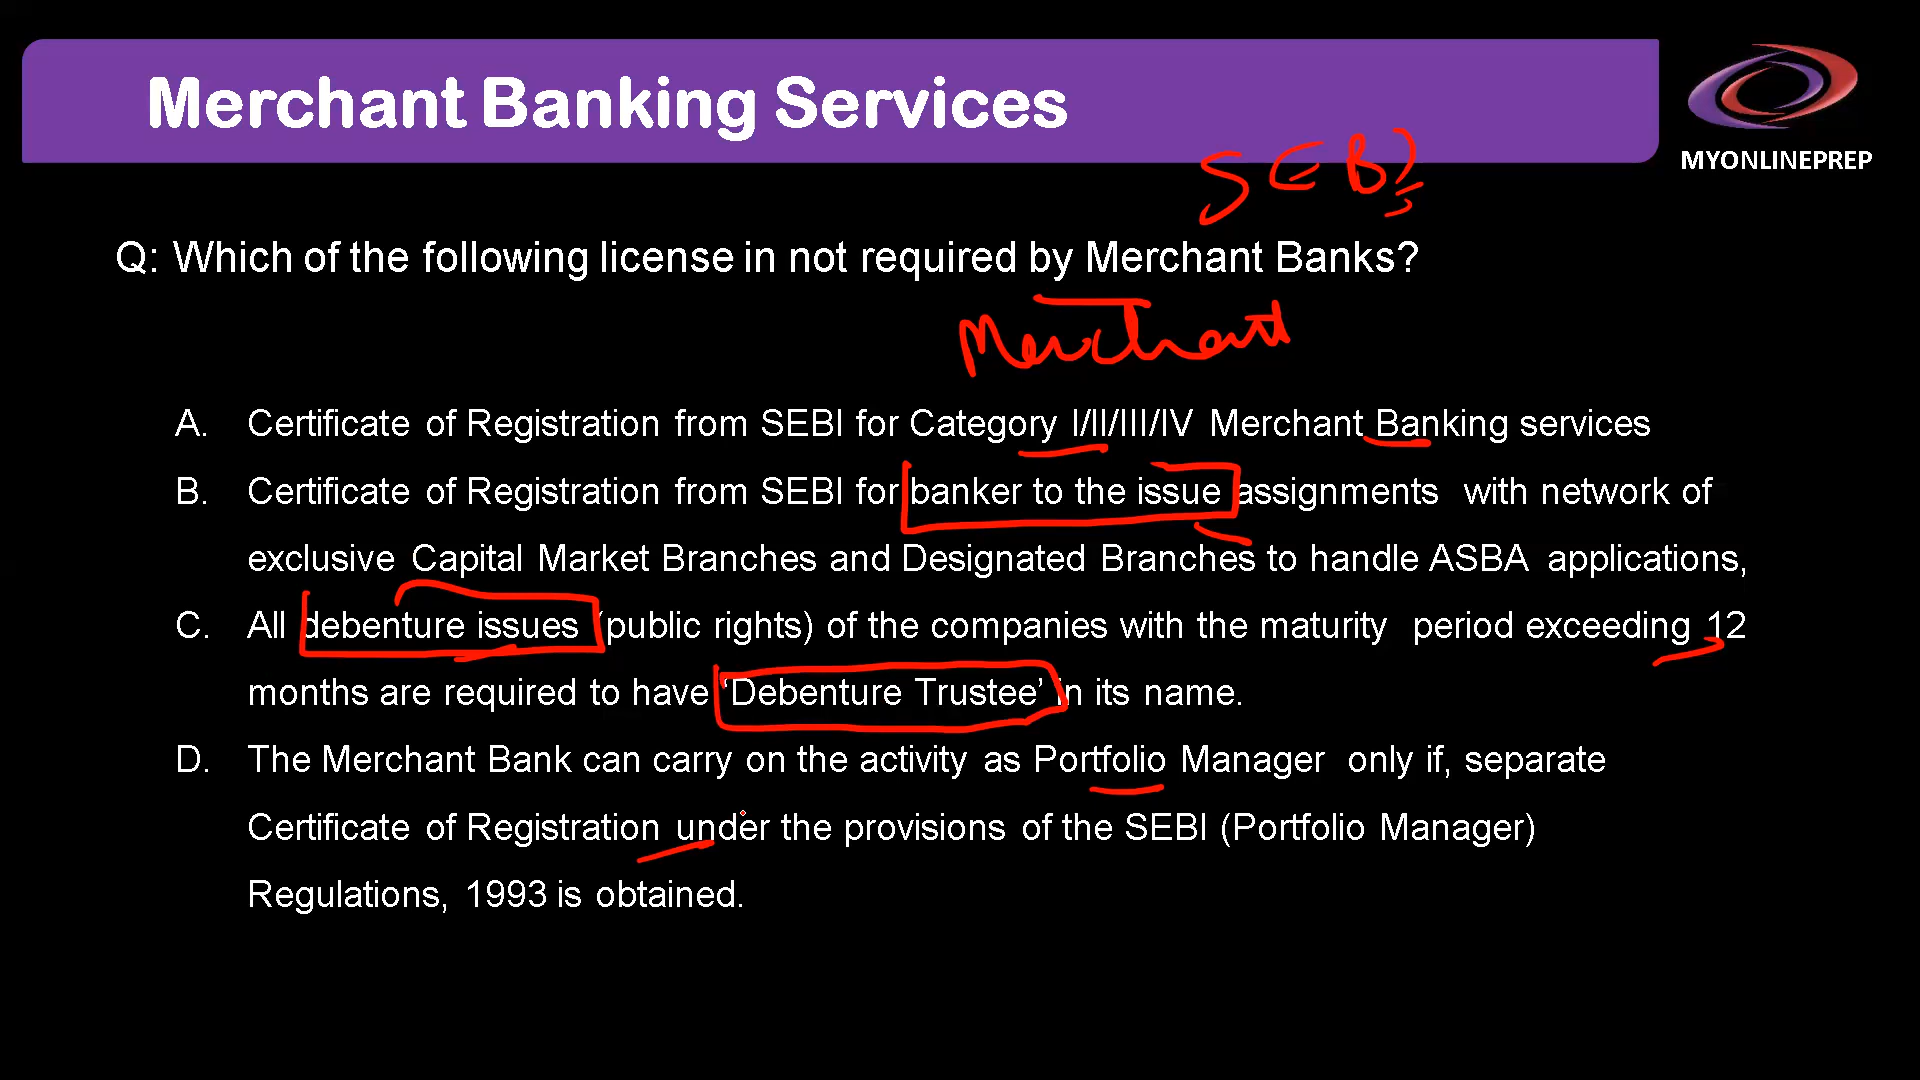 Merchant Banking Services
MYONLINEPREP
SEBI
Q: Which of the following license in not required by Merchant Banks?
Merchant
A. Certificate of Registration from SEBI for Category I/II/III/IV Merchant Banking services
B. Certificate of Registration from SEBI for banker to the issue assignments with network of
exclusive Capital Market Branches and Designated Branches to handle ASBA applications,
C. All debenture issues (public rights) of the companies with the maturity period exceeding 12
months are required to have ‘Debenture Trustee’ in its name.
D. The Merchant Bank can carry on the activity as Portfolio Manager only if, separate
Certificate of Registration under the provisions of the SEBI (Portfolio Manager)
Regulations, 1993 is obtained.